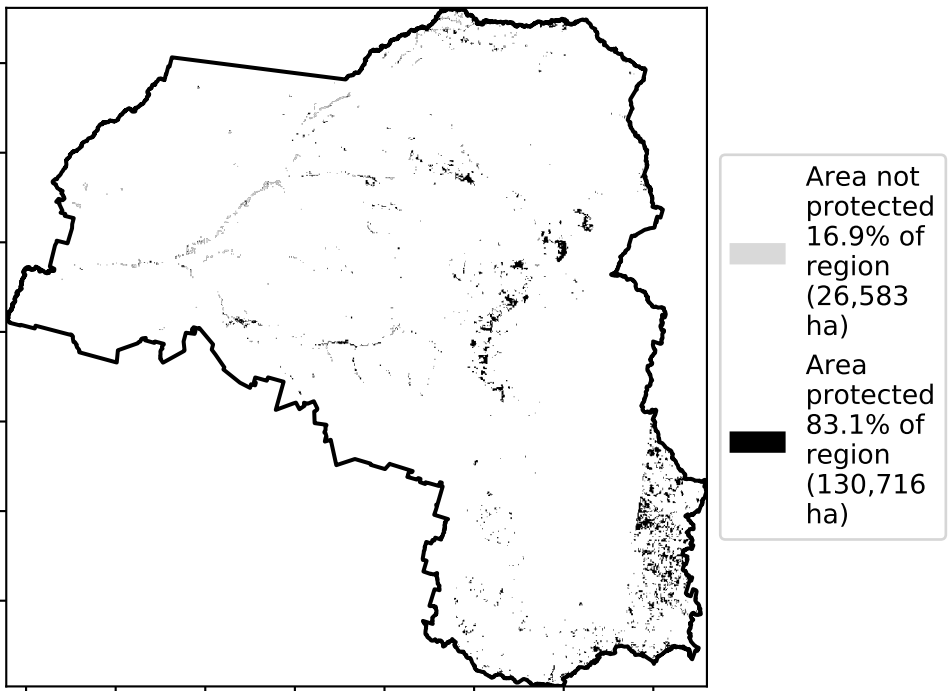 Area not
protected
16.9% of
region
(26,583
ha)
Area
protected
83.1% of
region
(130,716
ha)